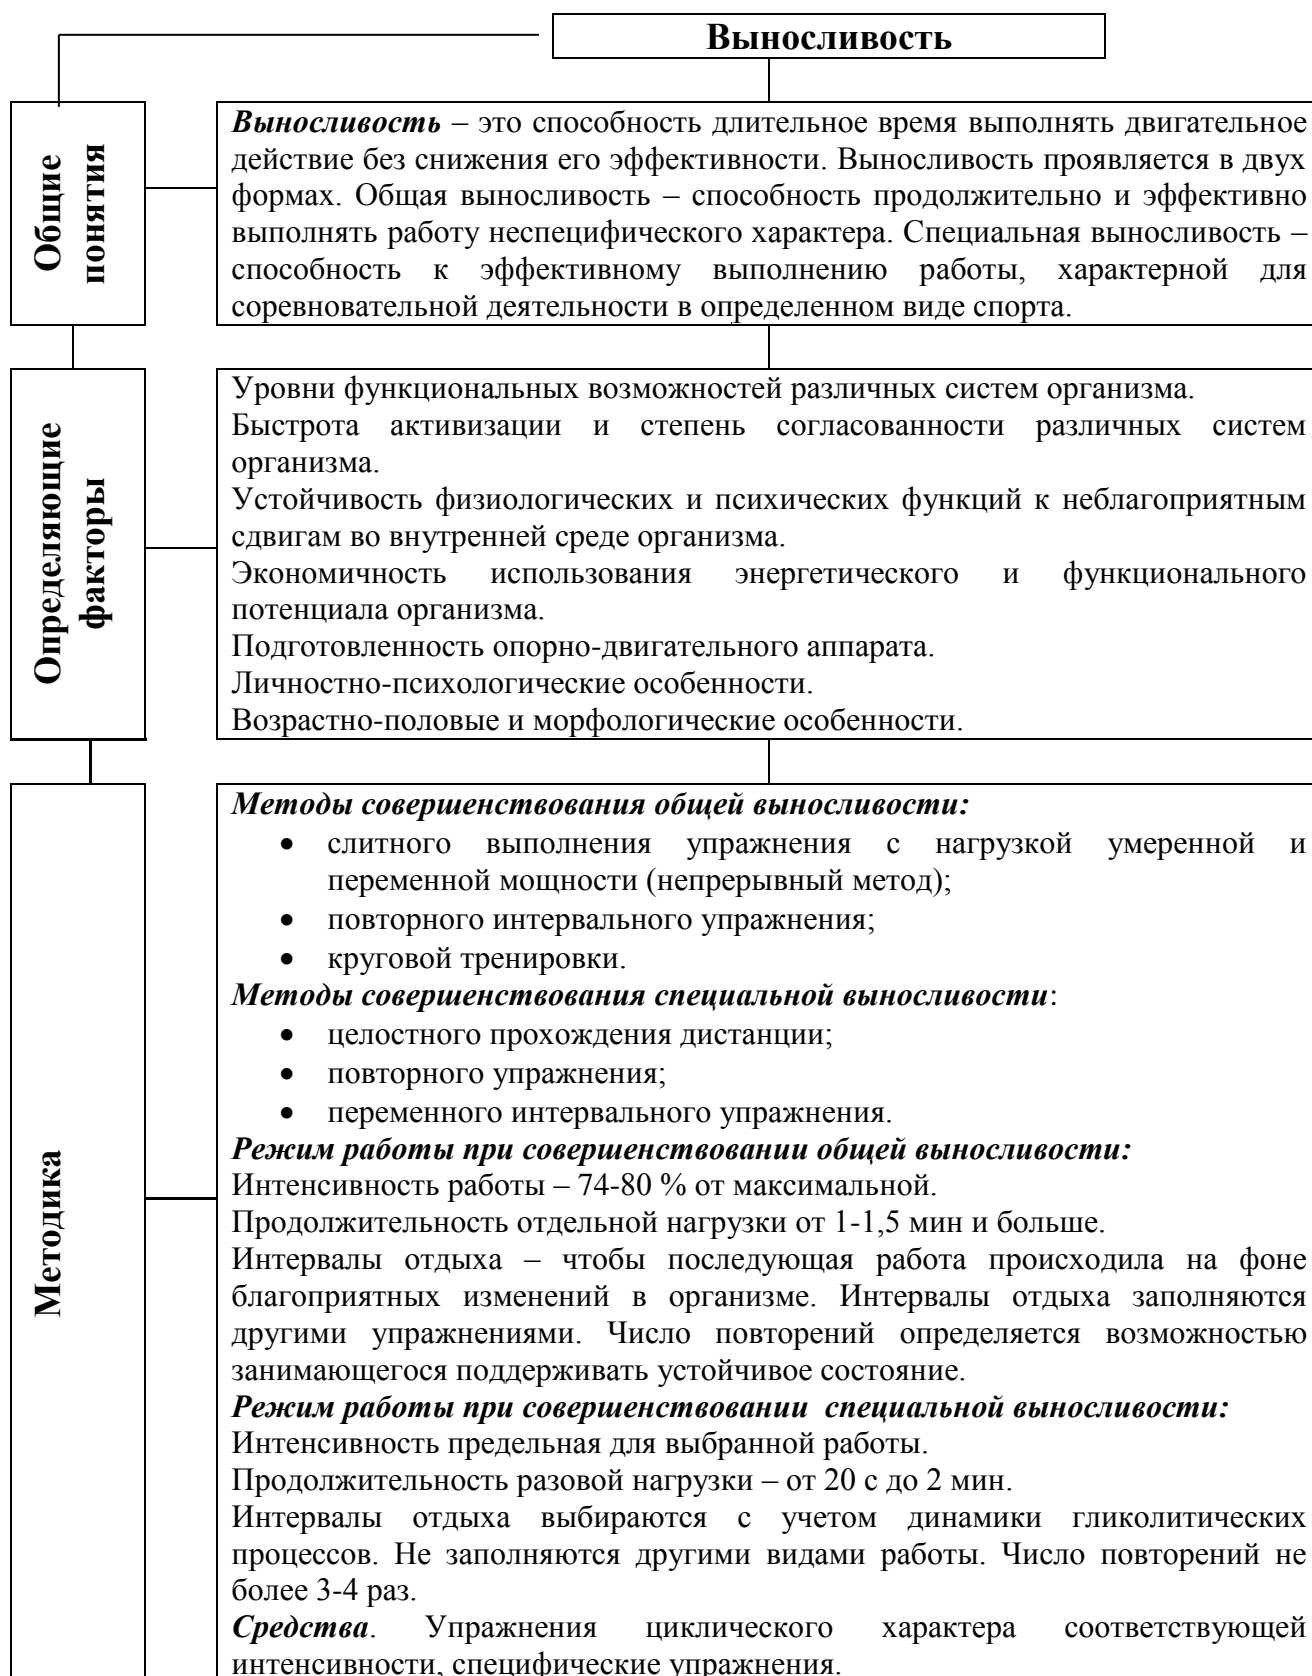 Выносливость
Общие
понятия
Выносливость – это способность длительное время выполнять двигательное
действие без снижения его эффективности. Выносливость проявляется в двух
формах. Общая выносливость – способность продолжительно и эффективно
выполнять работу неспецифического характера. Специальная выносливость –
способность к эффективному выполнению работы, характерной для
соревновательной деятельности в определенном виде спорта.
Определяющие
факторы
Уровни функциональных возможностей различных систем организма.
Быстрота активизации и степень согласованности различных систем
организма.
Устойчивость физиологических и психических функций к неблагоприятным
сдвигам во внутренней среде организма.
Экономичность использования энергетического и функционального
потенциала организма.
Подготовленность опорно-двигательного аппарата.
Личностно-психологические особенности.
Возрастно-половые и морфологические особенности.
Методика
Методы совершенствования общей выносливости:
• слитного выполнения упражнения с нагрузкой умеренной и
переменной мощности (непрерывный метод);
• повторного интервального упражнения;
• круговой тренировки.
Методы совершенствования специальной выносливости:
• целостного прохождения дистанции;
• повторного упражнения;
• переменного интервального упражнения.
Режим работы при совершенствовании общей выносливости:
Интенсивность работы – 74-80 % от максимальной.
Продолжительность отдельной нагрузки от 1-1,5 мин и больше.
Интервалы отдыха – чтобы последующая работа происходила на фоне
благоприятных изменений в организме. Интервалы отдыха заполняются
другими упражнениями. Число повторений определяется возможностью
занимающегося поддерживать устойчивое состояние.
Режим работы при совершенствовании специальной выносливости:
Интенсивность предельная для выбранной работы.
Продолжительность разовой нагрузки – от 20 с до 2 мин.
Интервалы отдыха выбираются с учетом динамики гликолитических
процессов. Не заполняются другими видами работы. Число повторений не
более 3-4 раз.
Средства. Упражнения циклического характера соответствующей
интенсивности, специфические упражнения.